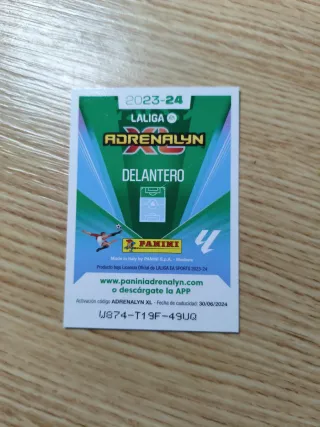 2023-24
LALIGA EA
ADRENALYN
XL
DELANTERO
PANINI
Made in Italy by PANINI S.p.A. - Modena
Producto bajo Licencia Oficial de LALIGA EA SPORTS 2023-24
www.paniniadrenalyn.com
o descárgate la APP
Activación código ADRENALYN XL - Fecha de caducidad: 30/06/2024
W874-T19F-49UQ